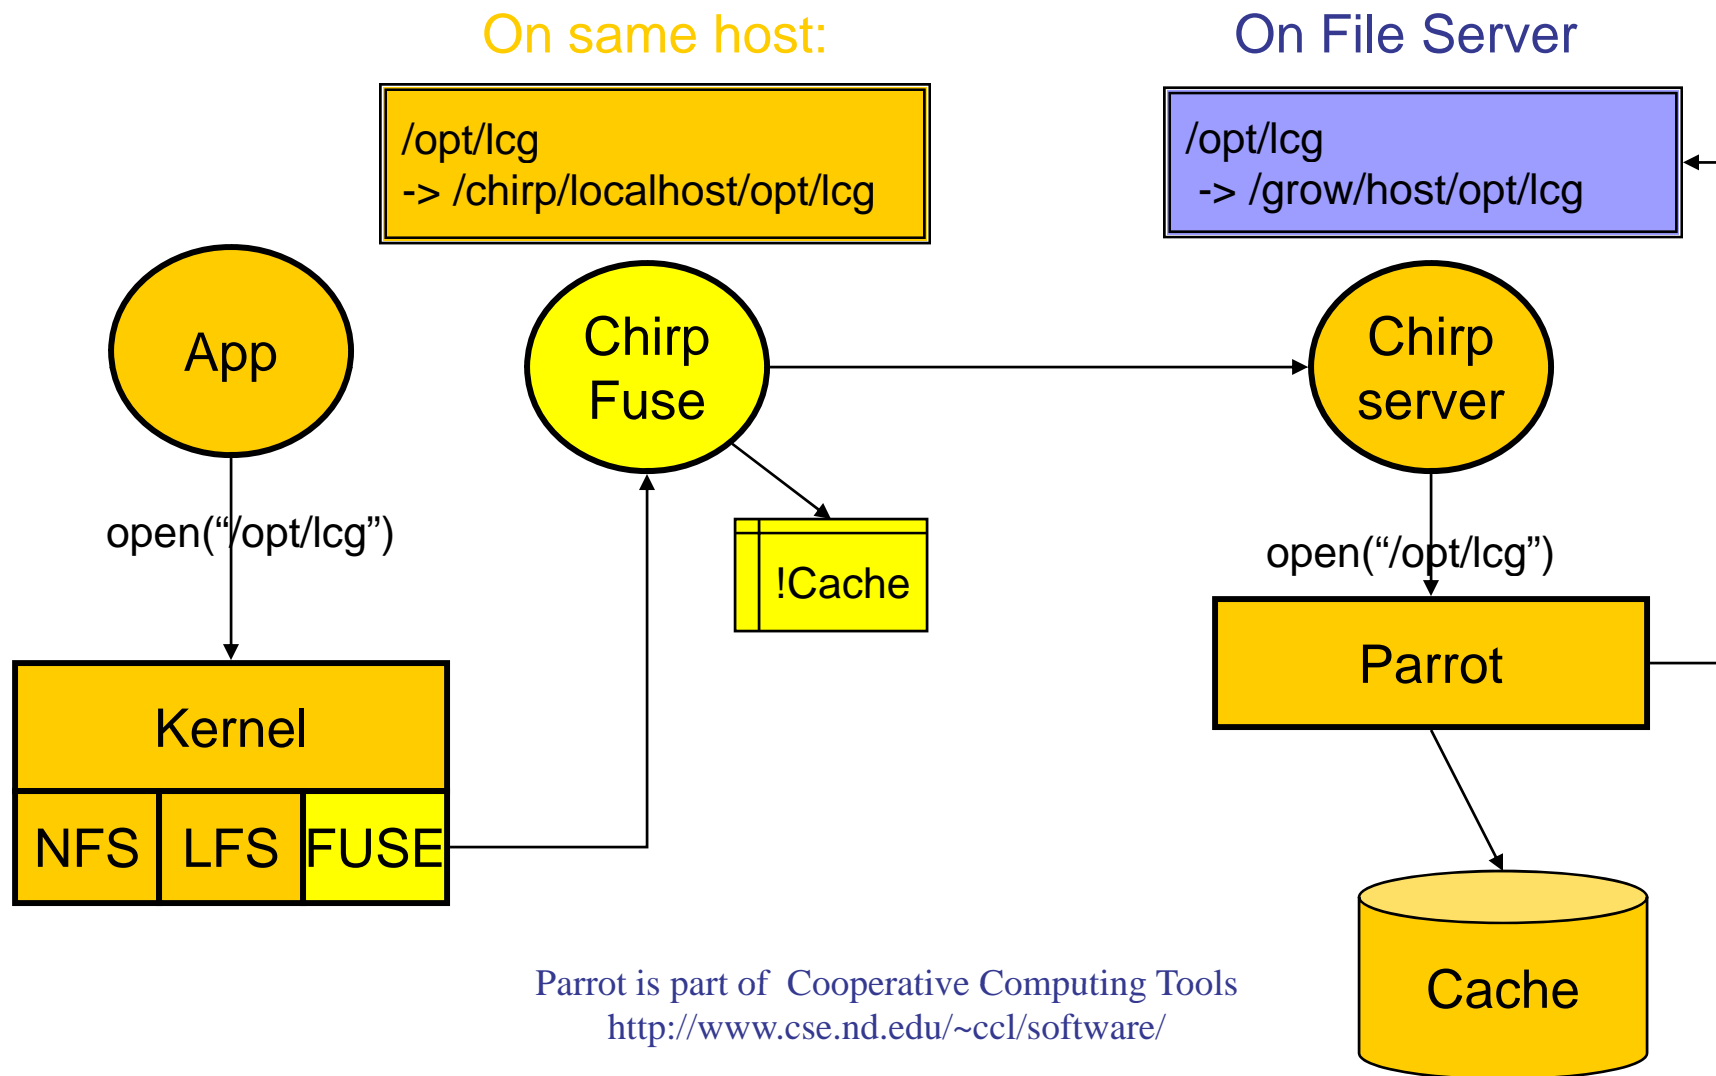 On same host:
On File Server
/opt/lcg
-> /chirp/localhost/opt/lcg
/opt/lcg
-> /grow/host/opt/lcg
App
Chirp
Fuse
Chirp
server
open(“/opt/lcg”)
!Cache
open(“/opt/lcg”)
Kernel
NFS LFS FUSE
Parrot
Cache
Parrot is part of Cooperative Computing Tools
http://www.cse.nd.edu/~ccl/software/